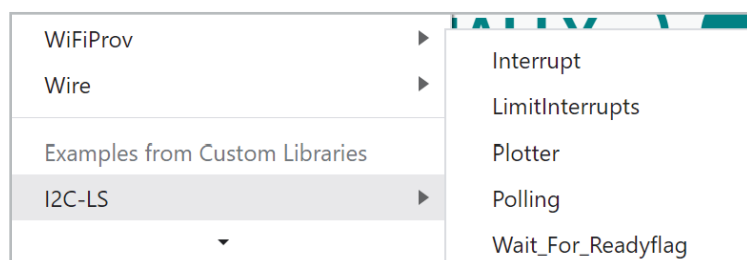 WiFiProv
Wire
Examples from Custom Libraries
I2C-LS
Interrupt
LimitInterrupts
Plotter
Polling
Wait_For_Readyflag